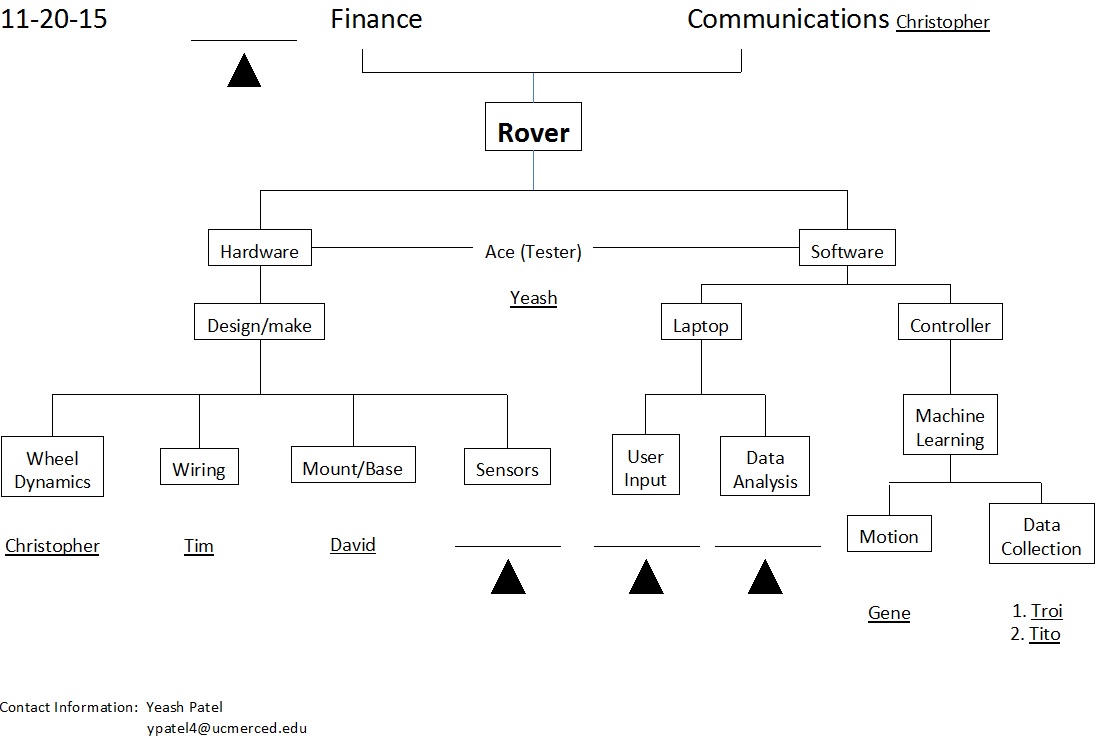 11-20-15
Finance
Communications Christopher
Rover
Hardware
Ace (Tester)
Software
Yeash
Design/make
Laptop
Controller
Wheel
Dynamics
Wiring
Mount/Base
Sensors
User
Input
Data
Analysis
Machine
Learning
Motion
Data
Collection
Christopher
Tim
David
Gene
1. Troi
2. Tito
Contact Information: Yeash Patel
ypatel4@ucmerced.edu